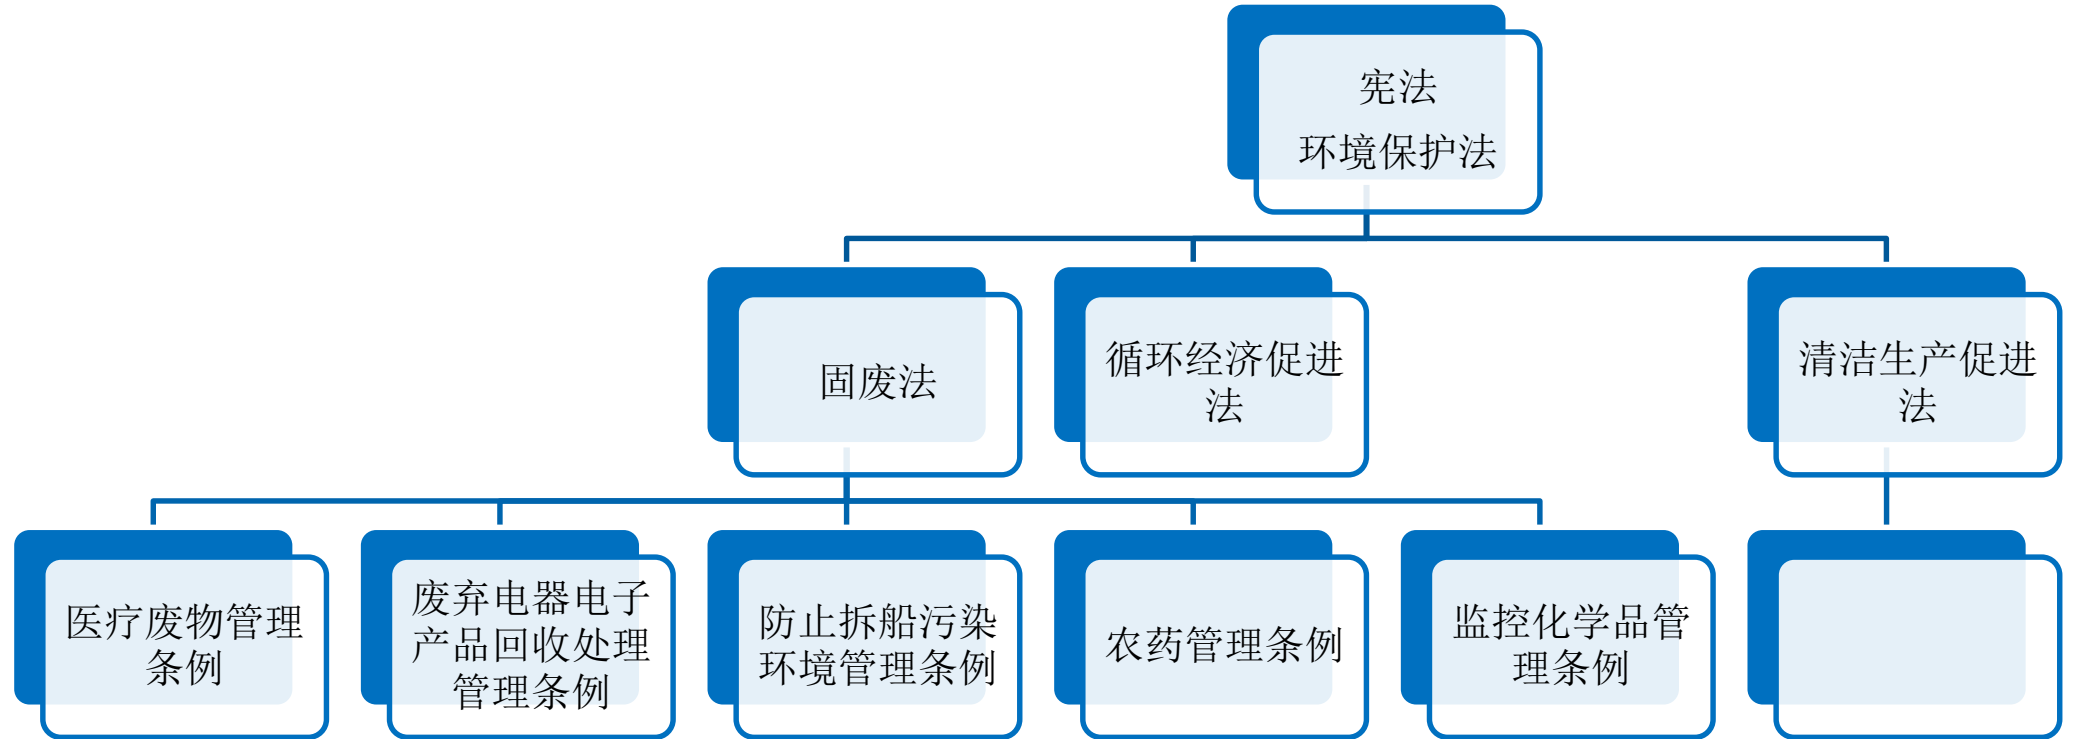 宪法
环境保护法
固废法
循环经济促进
法
清洁生产促进
法
医疗废物管理
条例
废弃电器电子
产品回收处理
管理条例
防止拆船污染
环境管理条例
农药管理条例
监控化学品管
理条例